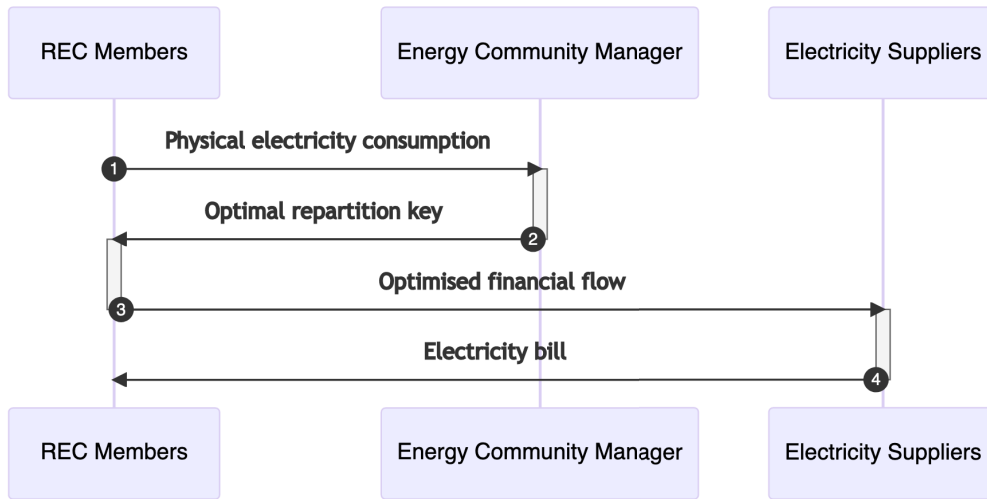 REC Members
Energy Community Manager
Electricity Suppliers
Physical electricity consumption
1
Optimal repartition key
2
Optimised financial flow
3
Electricity bill
4
REC Members
Energy Community Manager
Electricity Suppliers